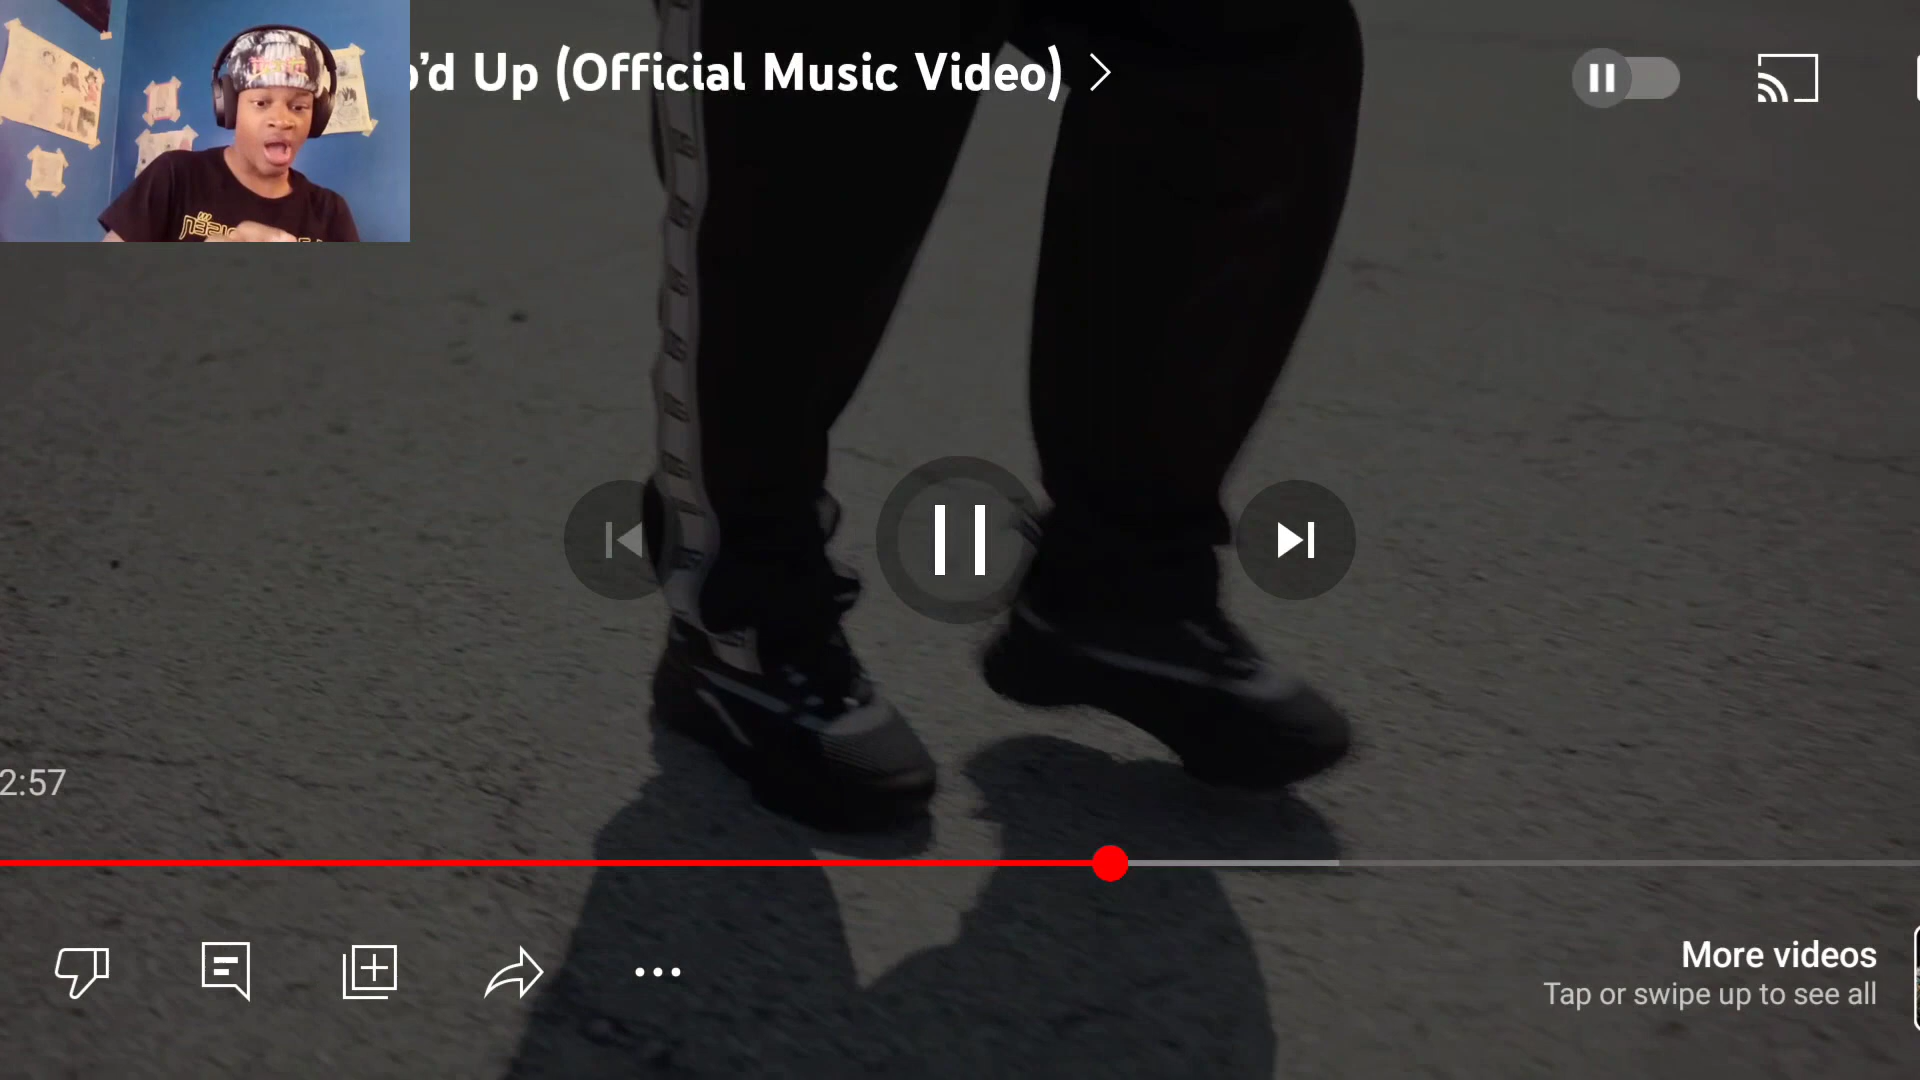 'd Up (Official Music Video)
2:57
More videos
Tap or swipe up to see all